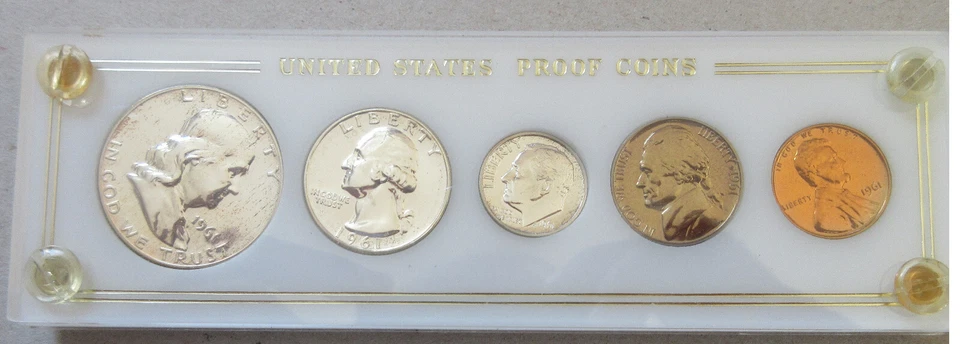 UNITED STATES PROOF COINS
LIBERTY
IN GOD WE TRUST
1961
LIBERTY
IN GOD WE
TRUST
1961
LIBERTY
IN GOD WE TRUST
LIBERTY 1961
IN GOD WE TRUST
LIBERTY
1961